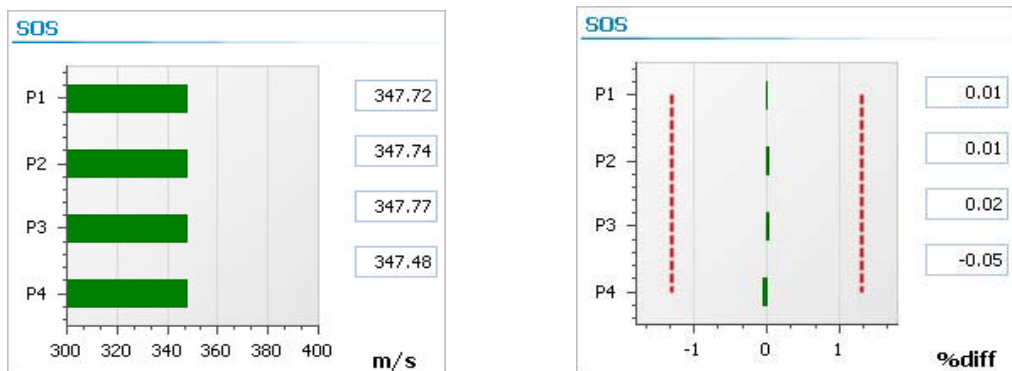 SOS
P1
347.72
P2
347.74
P3
347.77
P4
347.48
300 320 340 360 380 400
m/s
SOS
P1
0.01
P2
0.01
P3
0.02
P4
-0.05
-1 0 1
%diff